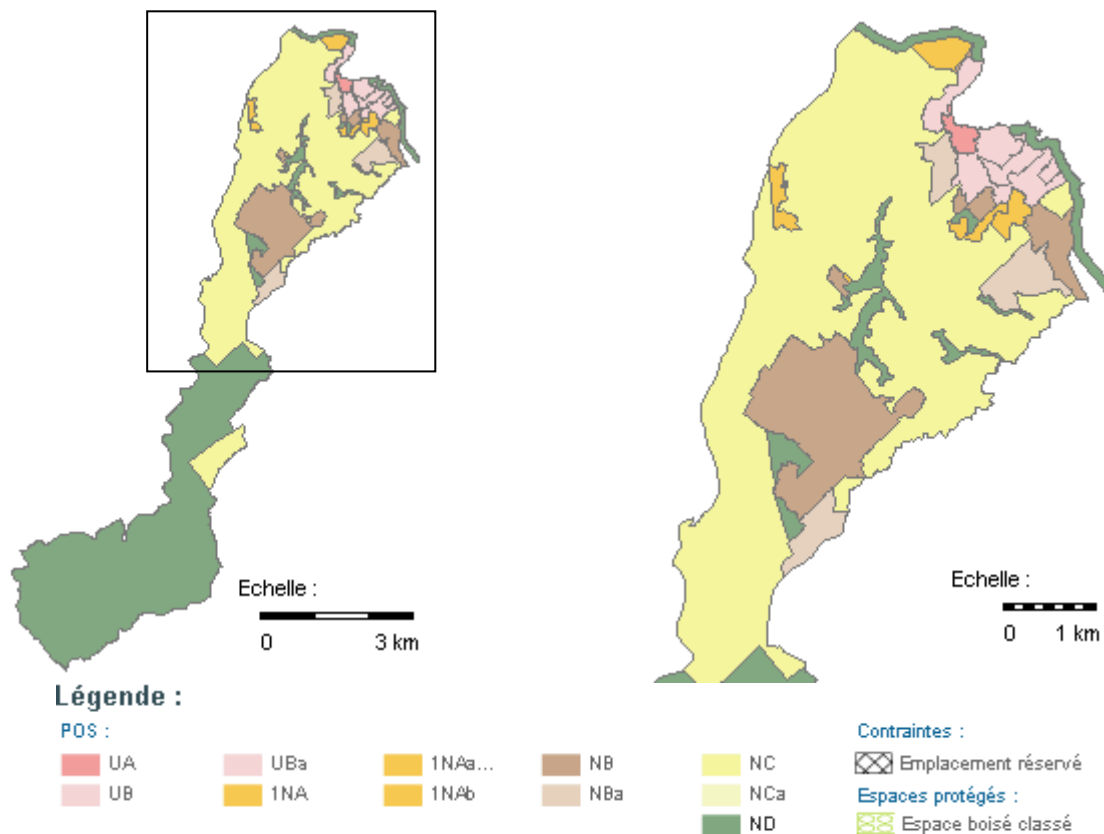 Echelle :
0 3 km
Echelle :
0 1 km
Légende :
POS :
UA
UB
UBa
1NA
1NAa...
1NAb
NB
NBa
NC
NCa
ND
Contraintes :
Emplacement réservé
Espaces protégés :
Espace boisé classé